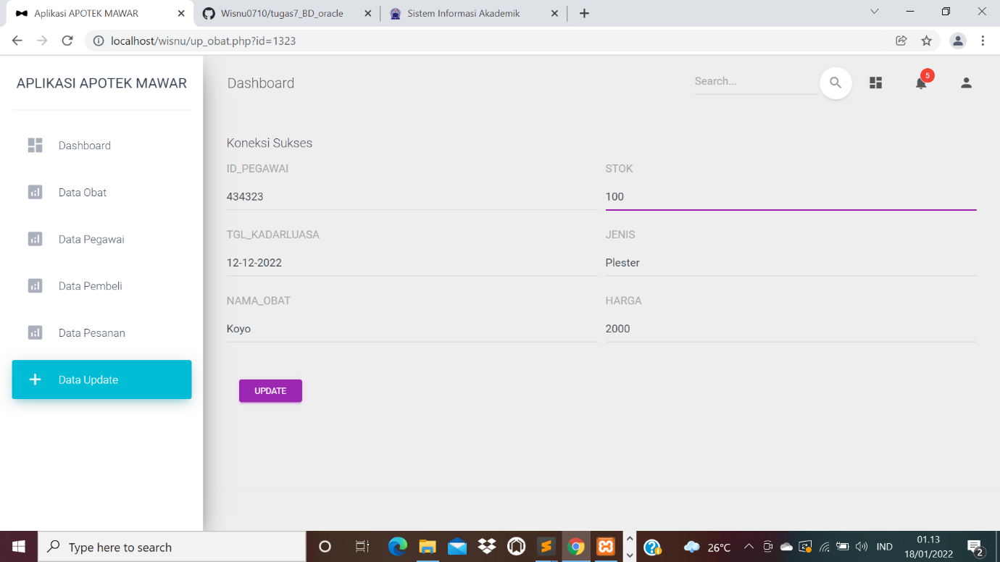 Aplikasi APOTEK MAWAR
Wisnu0710/tugas7_BD_oracle
Sistem Informasi Akademik
localhost/wisnu/up_obat.php?id=1323
APLIKASI APOTEK MAWAR
Dashboard
Search...
5
Dashboard
Data Obat
Data Pegawai
Data Pembeli
Data Pesanan
Data Update
Koneksi Sukses
ID_PEGAWAI
STOK
434323
100
TGL_KADARLUASA
JENIS
12-12-2022
Plester
NAMA_OBAT
HARGA
Koyo
2000
UPDATE
Type here to search
26°C
IND
01.13
18/01/2022
2